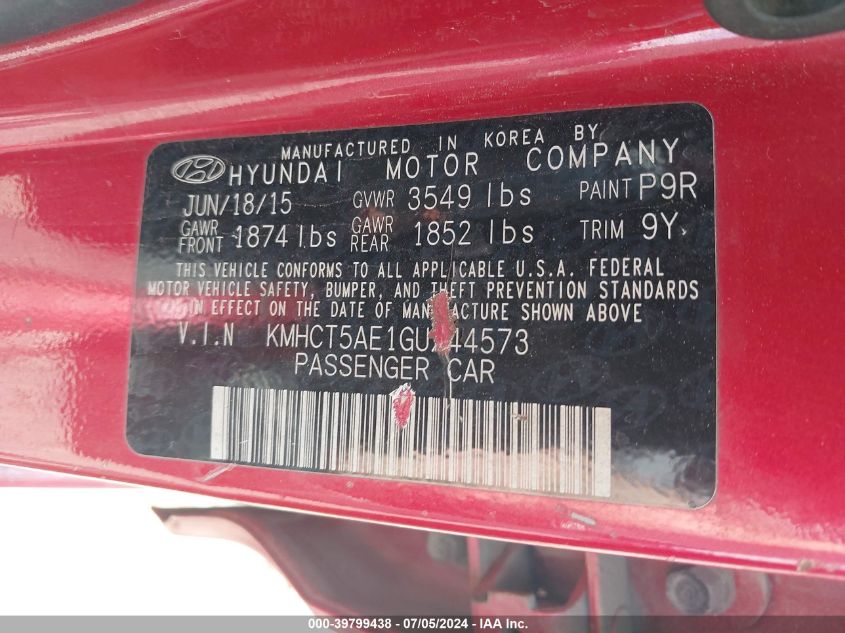 MANUFACTURED IN KOREA BY
HYUNDAI MOTOR COMPANY
JUN/18/15 GVWR 3549 lbs PAINT P9R
GAWR FRONT 1874 lbs GAWR REAR 1852 lbs TRIM 9Y
THIS VEHICLE CONFORMS TO ALL APPLICABLE U.S.A. FEDERAL
MOTOR VEHICLE SAFETY, BUMPER, AND THEFT PREVENTION STANDARDS
IN EFFECT ON THE DATE OF MANUFACTURE SHOWN ABOVE
V.I.N
PASSENGER CAR
000-39799438 - 07/05/2024 - IAA Inc.